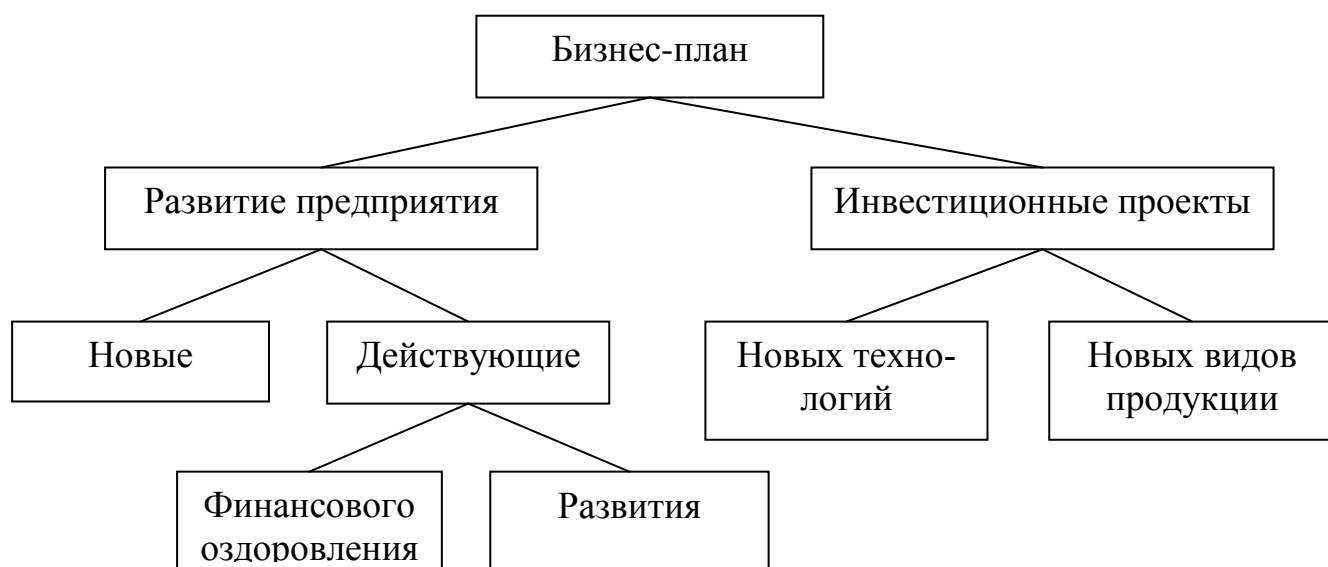 Бизнес-план
Развитие предприятия
Инвестиционные проекты
Новые
Действующие
Новых техно-
логий
Новых видов
продукции
Финансового
оздоровления
Развития